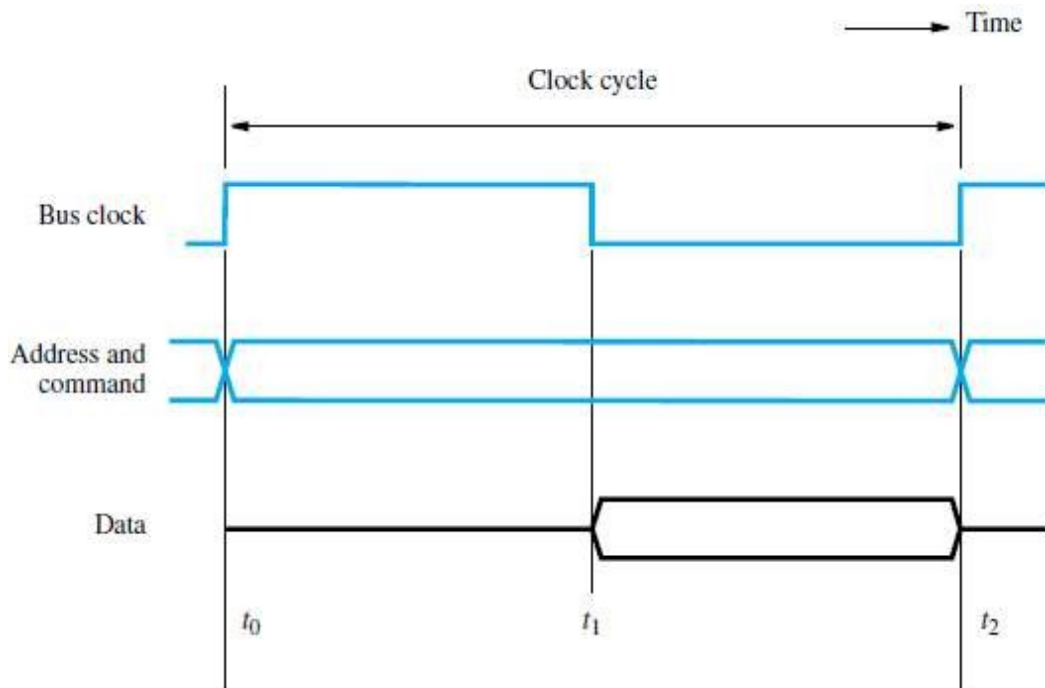 Time
Clock cycle
Bus clock
Address and
command
Data
t0 t1 t2